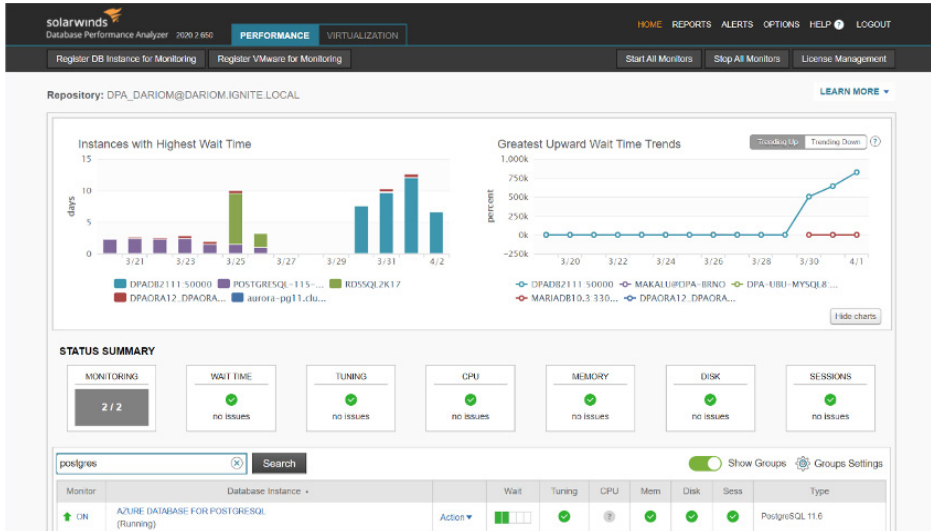 solarwinds
Database Performance Analyzer 2020.2.650
PERFORMANCE VIRTUALIZATION
HOME REPORTS ALERTS OPTIONS HELP ? LOGOUT
Register DB Instance for Monitoring Register VMware for Monitoring Start All Monitors Stop All Monitors License Management
Repository: DPA_DARIOM@DARIOM.IGNITE.LOCAL LEARN MORE
Instances with Highest Wait Time
15
10
5
0
days
3/21 3/23 3/25 3/27 3/29 3/31 4/2
DPADB2111:50000 POSTGRESQL-115-... RDSSQL2K17
DPAORA12_DPAORA... aurora-pg11.clu...
Greatest Upward Wait Time Trends
Trending Up Trending Down ?
1,000k
750k
500k
250k
0k
-250k
percent
3/20 3/22 3/24 3/26 3/28 3/30 4/1
DPADB2111:50000 MAKALU@DPA-BRNO DPA-UBU-MYSQL8:...
MARIADB10.3:330... DPAORA12_DPAORA...
Hide charts
STATUS SUMMARY
MONITORING WAIT TIME TUNING CPU MEMORY DISK SESSIONS
2 / 2
no issues no issues no issues no issues no issues no issues
postgres Search Show Groups Groups Settings
Monitor Database Instance Wait Tuning CPU Mem Disk Sess Type
ON AZURE DATABASE FOR POSTGRESQL Action ? PostgreSQL 11.6
(Running)